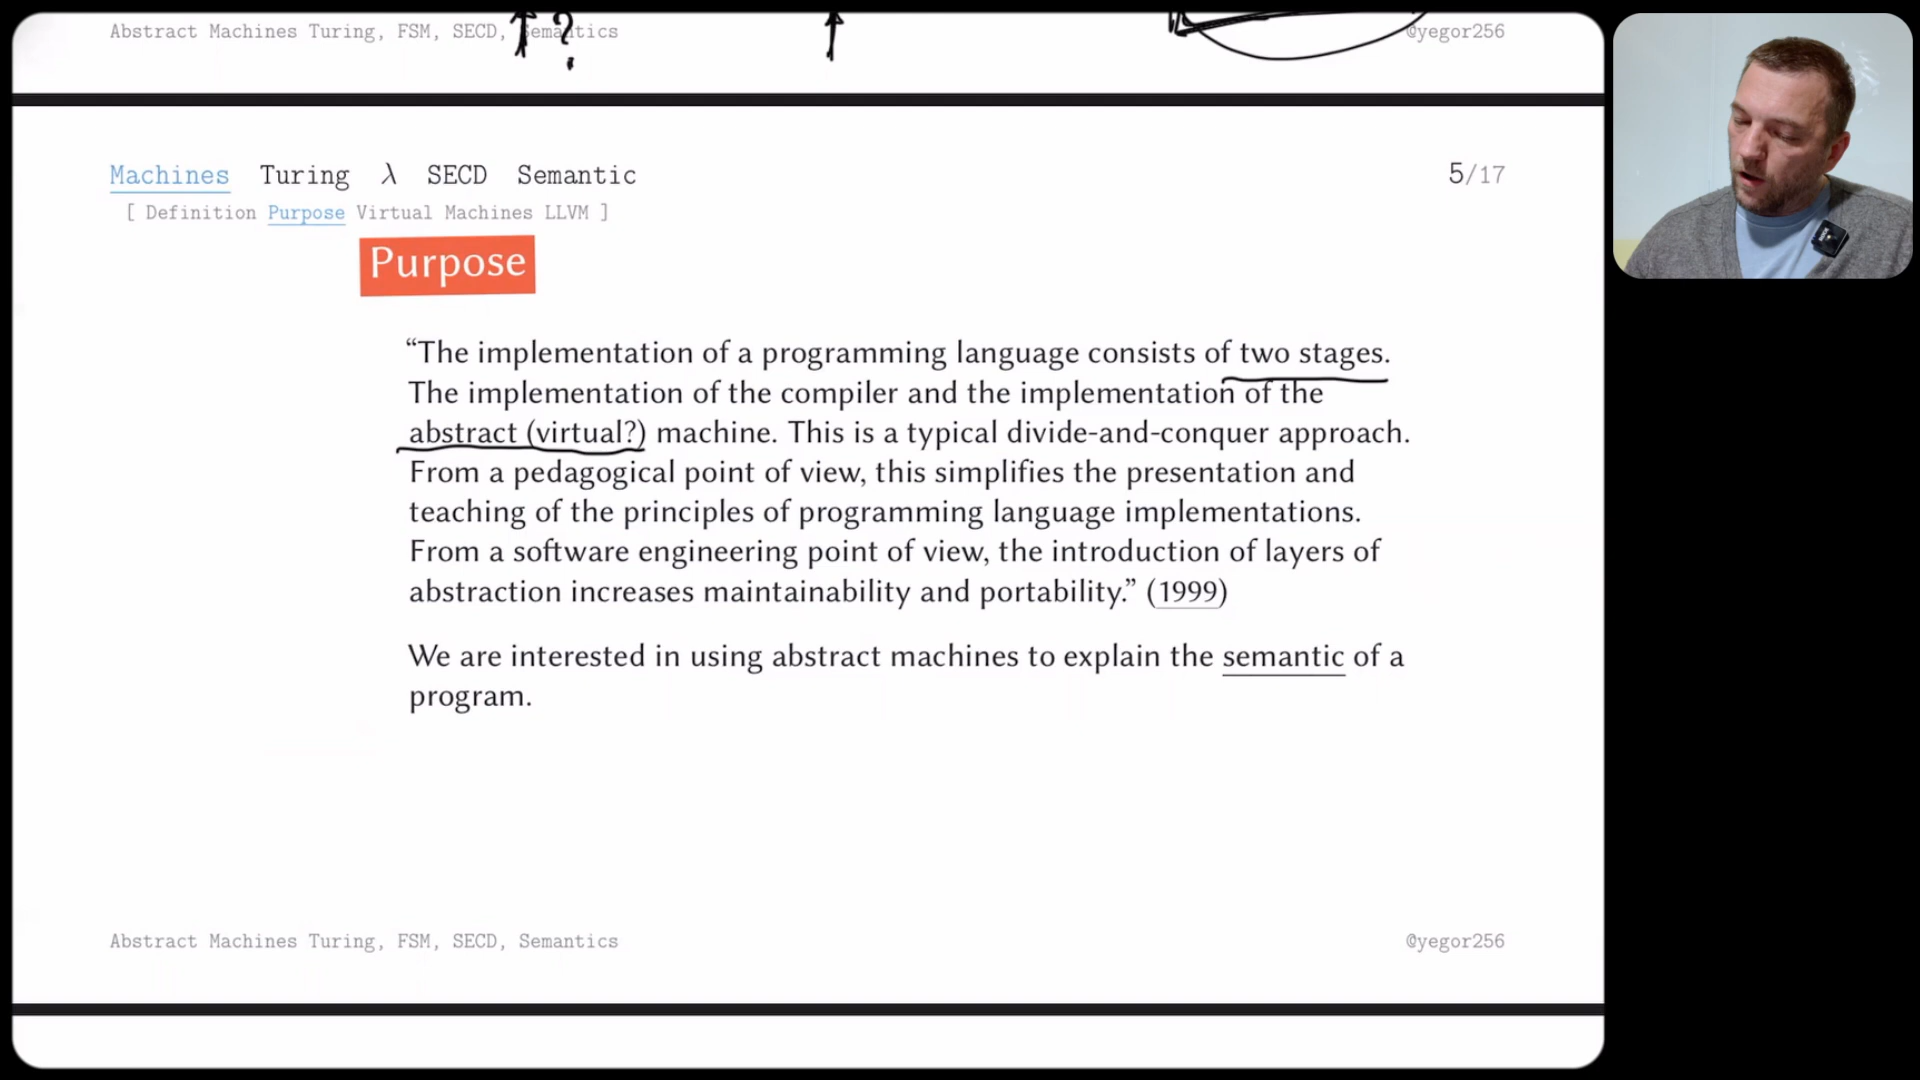 Abstract Machines Turing, FSM, SECD, Semantics
?
@yegor256
Machines Turing λ SECD Semantic
5/17
[ Definition Purpose Virtual Machines LLVM ]
Purpose
“The implementation of a programming language consists of two stages.
The implementation of the compiler and the implementation of the
abstract (virtual?) machine. This is a typical divide-and-conquer approach.
From a pedagogical point of view, this simplifies the presentation and
teaching of the principles of programming language implementations.
From a software engineering point of view, the introduction of layers of
abstraction increases maintainability and portability.” (1999)
We are interested in using abstract machines to explain the semantic of a
program.
Abstract Machines Turing, FSM, SECD, Semantics
@yegor256